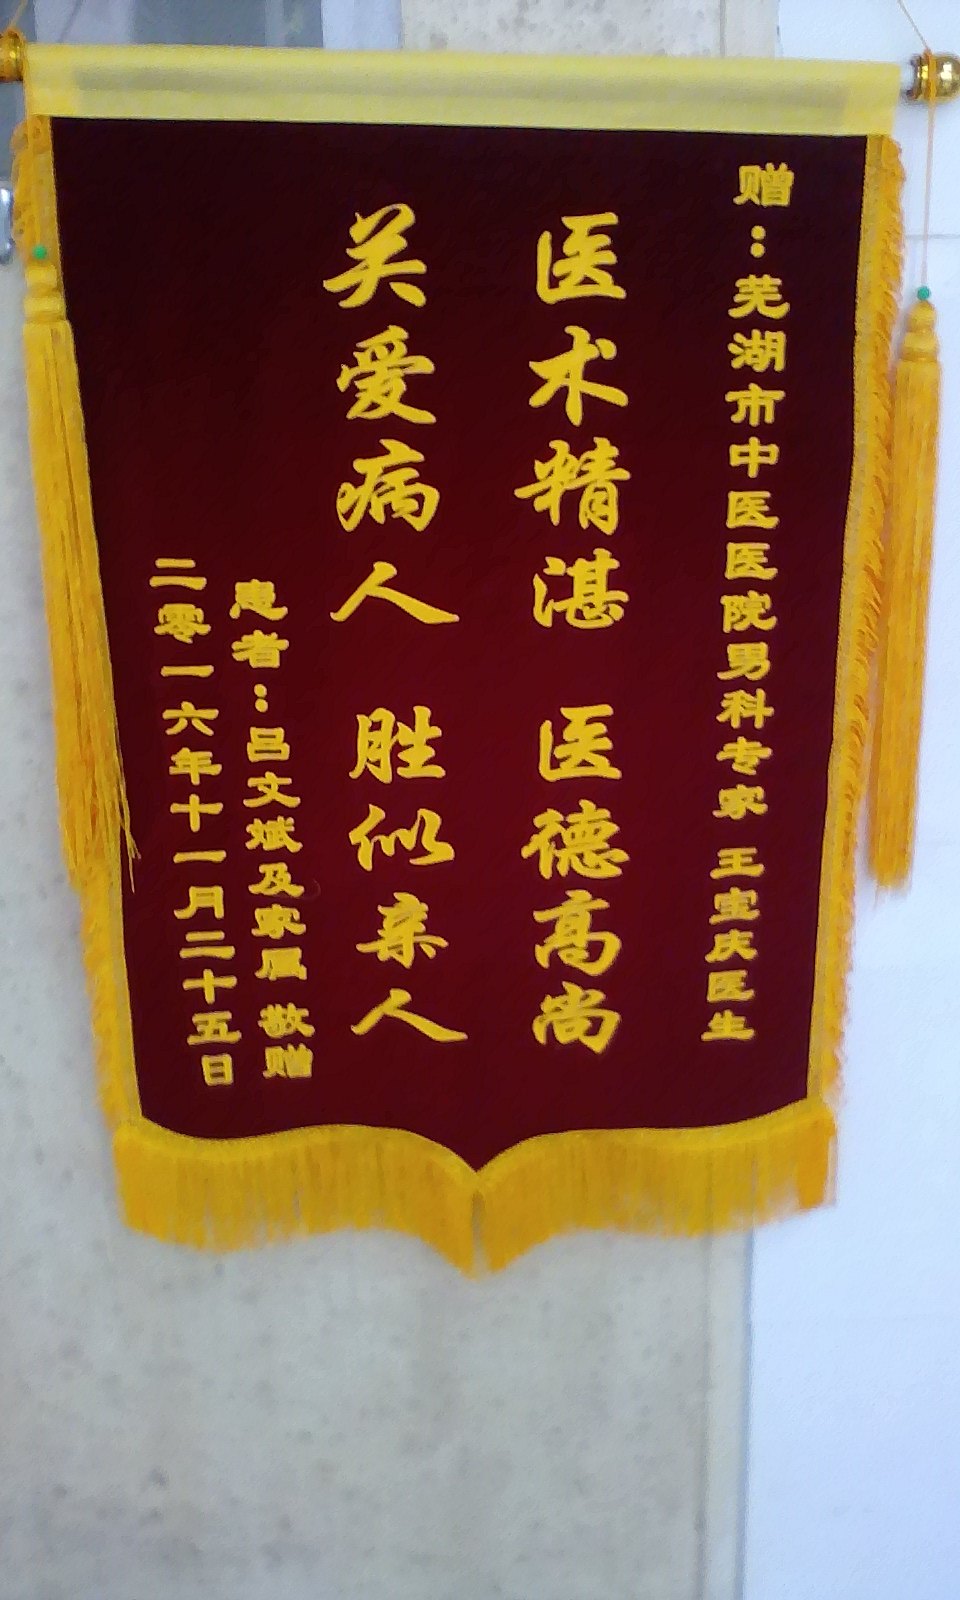 赠：芜湖市中医医院男科专家 王宝庆医生
医术精湛 医德高尚
关爱病人 胜似亲人
患者：吕文斌及家属 敬赠
二零一六年十一月二十五日